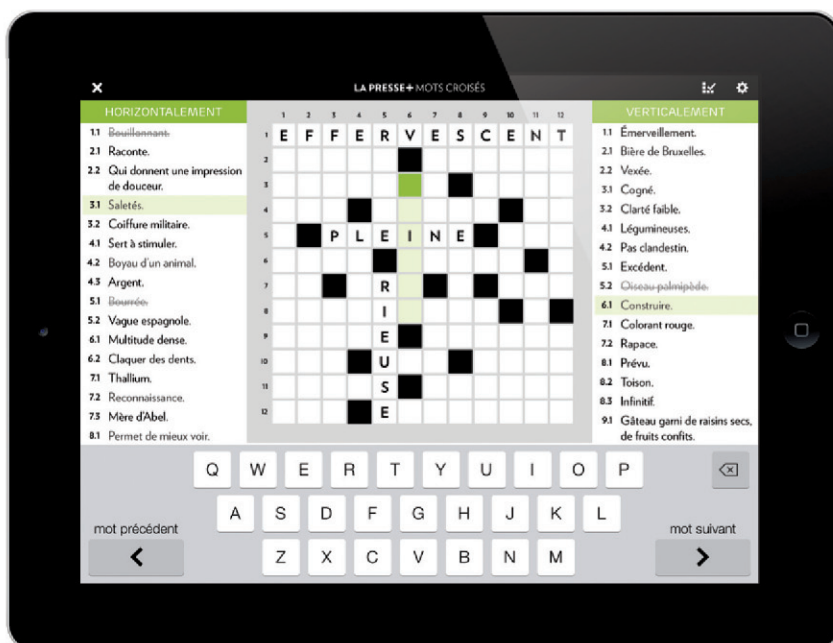 LA PRESSE+ MOTS CROISÉS
HORIZONTALEMENT
1.1 Bouillonnant.
2.1 Raconte.
2.2 Qui donnent une impression
de douceur.
3.1 Saletés.
3.2 Coiffure militaire.
4.1 Sert à stimuler.
4.2 Boyau d'un animal.
4.3 Argent.
5.1 Bourrée.
5.2 Vague espagnole.
6.1 Multitude dense.
6.2 Claquer des dents.
7.1 Thallium.
7.2 Reconnaissance.
7.3 Mère d'Abel.
8.1 Permet de mieux voir.
1 2 3 4 5 6 7 8 9 10 11 12
1 E F F E R V E S C E N T
2
3
4
5 P L E I N E
6
7 R
8 I
9 E
10 U
11 S
12 E
VERTICALEMENT
1.1 Émerveillement.
2.1 Bière de Bruxelles.
2.2 Vexée.
3.1 Cogné.
3.2 Clarté faible.
4.1 Légumineuses.
4.2 Pas clandestin.
5.1 Excédent.
5.2 Oiseau palmipède.
6.1 Construire.
7.1 Colorant rouge.
7.2 Rapace.
8.1 Prévu.
8.2 Toison.
8.3 Infinitif.
9.1 Gâteau garni de raisins secs,
de fruits confits.
Q W E R T Y U I O P
A S D F G H J K L
Z X C V B N M
mot précédent
mot suivant